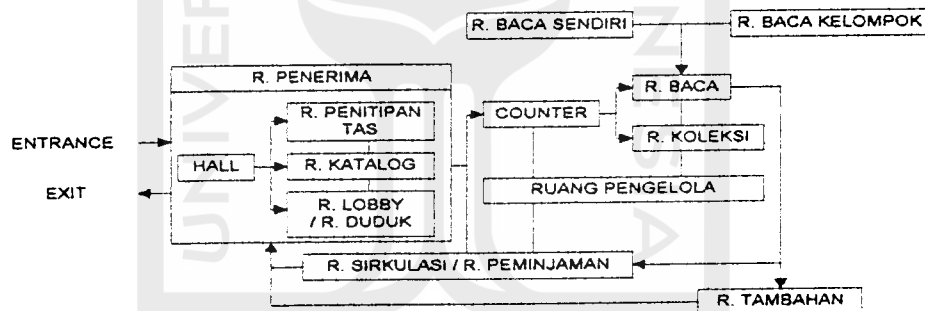 R. BACA SENDIRI
R. BACA KELOMPOK
R. PENERIMA
R. BACA
R. PENITIPAN
TAS
COUNTER
ENTRANCE
R. KOLEKSI
HALL
R. KATALOG
EXIT
RUANG PENGELOLA
R. LOBBY
/ R. DUDUK
R. SIRKULASI / R. PEMINJAMAN
R. TAMBAHAN